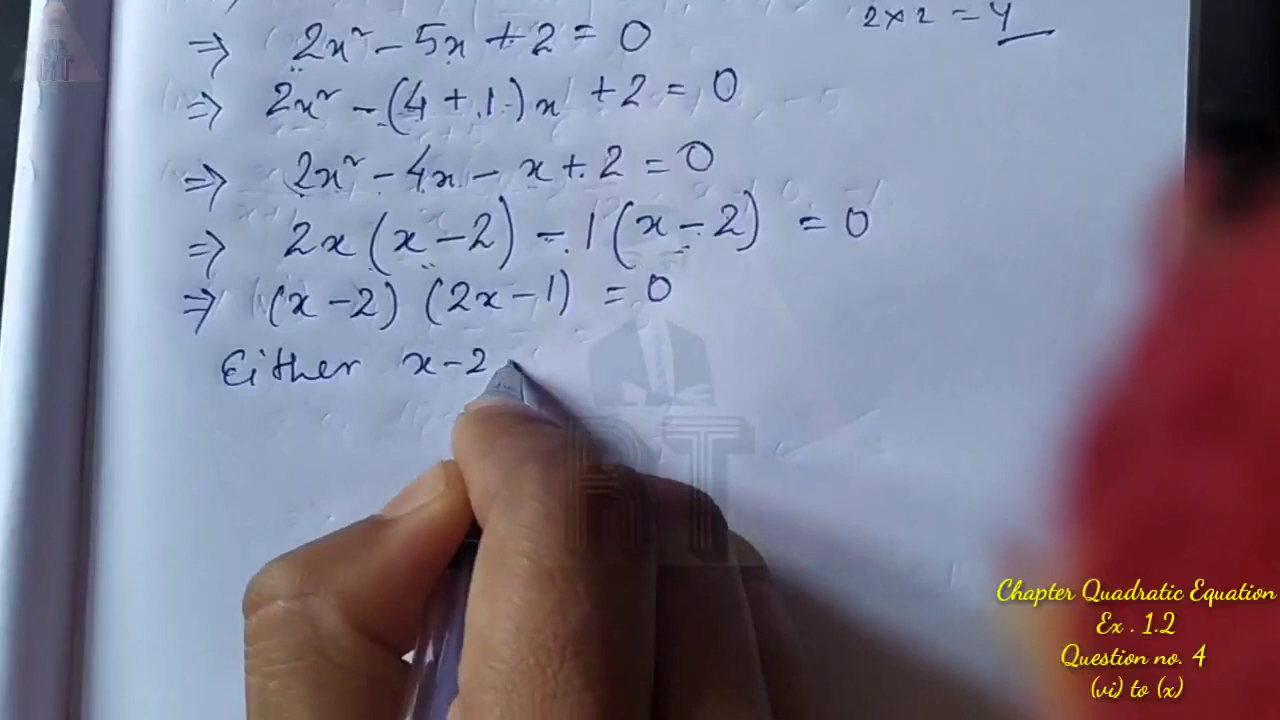 2 × 2 = 4
⇒ 2x² - 5x + 2 = 0
⇒ 2x² - (4 + 1)x + 2 = 0
⇒ 2x² - 4x - x + 2 = 0
⇒ 2x(x - 2) - 1(x - 2) = 0
⇒ (x - 2) (2x - 1) = 0
Either x - 2
RT
RT
Chapter Quadratic Equation
Ex . 1.2
Question no. 4
(vi) to (x)